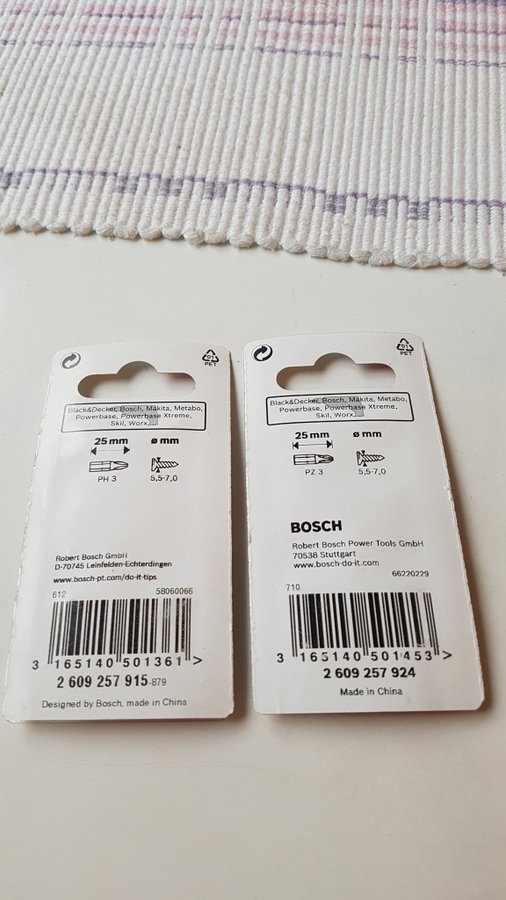 01
PET
Black&Decker, Bosch, Makita, Metabo,
Powerbase, Powerbase Xtreme,
Skil, Worx
25 mm ø mm
PH 3 5,5-7,0
Robert Bosch GmbH
D-70745 Leinfelden-Echterdingen
www.bosch-pt.com/do-it-tips
612 58060066
3 165140 501361 >
2 609 257 915-879
Designed by Bosch, made in China
01
PET
Black&Decker, Bosch, Makita, Metabo,
Powerbase, Powerbase Xtreme,
Skil, Worx
25 mm ø mm
PZ 3 5,5-7,0
BOSCH
Robert Bosch Power Tools GmbH
70538 Stuttgart
www.bosch-do-it.com
66220229
710
3 165140 501453 >
2 609 257 924
Made in China